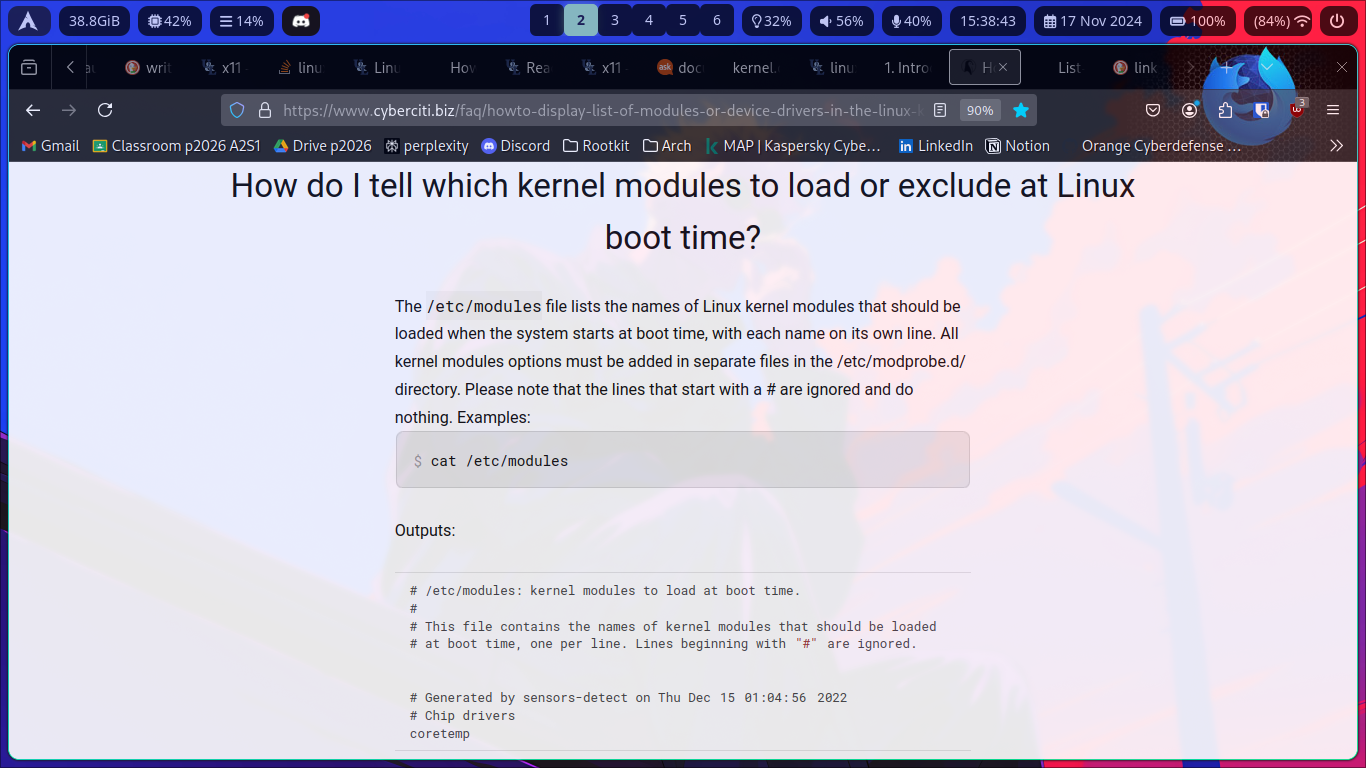 38.8GiB 42% 14% 1 2 3 4 5 6 32% 56% 40% 15:38:43 17 Nov 2024 100% (84%)
writ x11 linu Linu Hov Rea x11 ask doc kernel. linu 1. Intro H List- link
https://www.cyberciti.biz/faq/howto-display-list-of-modules-or-device-drivers-in-the-linux- 90% 3
Gmail Classroom p2026 A2S1 Drive p2026 perplexity Discord Rootkit Arch MAP | Kaspersky Cybe… LinkedIn Notion Orange Cyberdefense …
How do I tell which kernel modules to load or exclude at Linux
boot time?
The /etc/modules file lists the names of Linux kernel modules that should be
loaded when the system starts at boot time, with each name on its own line. All
kernel modules options must be added in separate files in the /etc/modprobe.d/
directory. Please note that the lines that start with a # are ignored and do
nothing. Examples:
$ cat /etc/modules
Outputs:
# /etc/modules: kernel modules to load at boot time.
#
# This file contains the names of kernel modules that should be loaded
# at boot time, one per line. Lines beginning with "#" are ignored.
# Generated by sensors-detect on Thu Dec 15 01:04:56 2022
# Chip drivers
coretemp